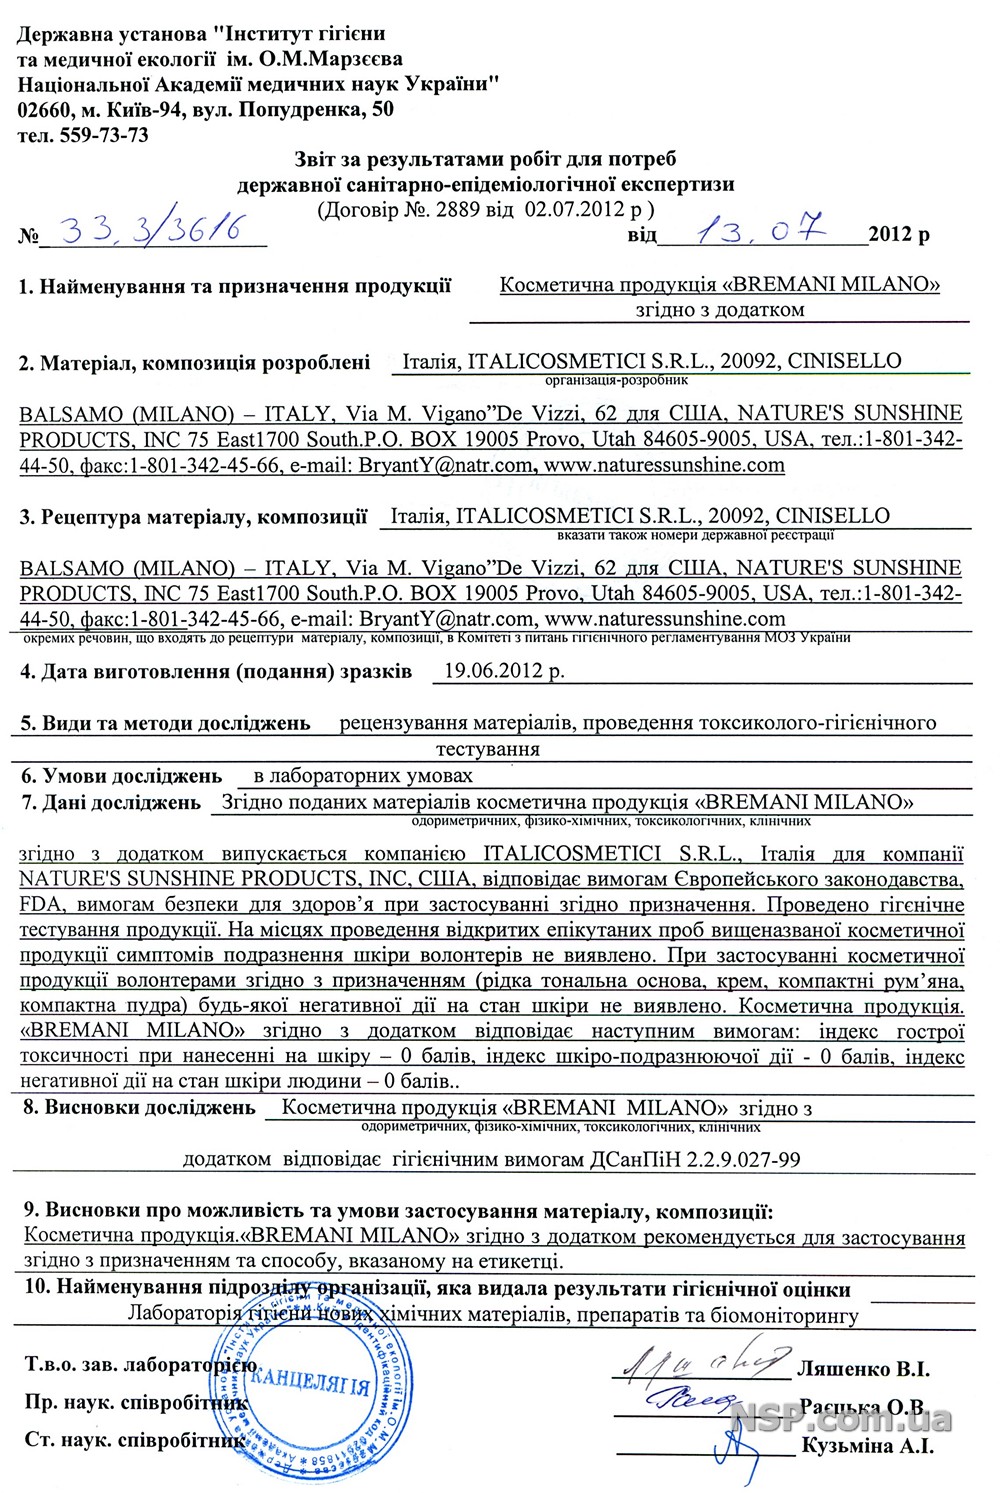 Державна установа "Інститут гігієни
та медичної екології ім. О.М.Марзєєва
Національної Академії медичних наук України"
02660, м. Київ-94, вул. Попудренка, 50
тел. 559-73-73
Звіт за результатами робіт для потреб
державної санітарно-епідеміологічної експертизи
(Договір №. 2889 від 02.07.2012 р )
№ 33.3/3616 від 13.07 2012 р
1. Найменування та призначення продукції Косметична продукція «BREMANI MILANO»
згідно з додатком
2. Матеріал, композиція розроблені Італія, ITALICOSMETICI S.R.L., 20092, CINISELLO
організація-розробник
BALSAMO (MILANO) – ITALY, Via M. Vigano”De Vizzi, 62 для США, NATURE'S SUNSHINE
PRODUCTS, INC 75 East1700 South.P.O. BOX 19005 Provo, Utah 84605-9005, USA, тел.:1-801-342-
44-50, факс:1-801-342-45-66, e-mail: BryantY@natr.com, www.naturessunshine.com
3. Рецептура матеріалу, композиції Італія, ITALICOSMETICI S.R.L., 20092, CINISELLO
вказати також номери державної реєстрації
BALSAMO (MILANO) – ITALY, Via M. Vigano”De Vizzi, 62 для США, NATURE'S SUNSHINE
PRODUCTS, INC 75 East1700 South.P.O. BOX 19005 Provo, Utah 84605-9005, USA, тел.:1-801-342-
44-50, факс:1-801-342-45-66, e-mail: BryantY@natr.com, www.naturessunshine.com
окремих речовин, що входять до рецептури матеріалу, композиції, в Комітеті з питань гігієнічного регламентування МОЗ України
4. Дата виготовлення (подання) зразків 19.06.2012 р.
5. Види та методи досліджень рецензування матеріалів, проведення токсиколого-гігієнічного
тестування
6. Умови досліджень в лабораторних умовах
7. Дані досліджень Згідно поданих матеріалів косметична продукція «BREMANI MILANO»
одориметричних, фізико-хімічних, токсикологічних, клінічних
згідно з додатком випускається компанією ITALICOSMETICI S.R.L., Італія для компанії
NATURE'S SUNSHINE PRODUCTS, INC, США, відповідає вимогам Європейського законодавства,
FDA, вимогам безпеки для здоров’я при застосуванні згідно призначення. Проведено гігєнічне
тестування продукції. На місцях проведення відкритих епікутаних проб вищеназваної косметичної
продукції симптомів подразнення шкіри волонтерів не виявлено. При застосуванні косметичної
продукції волонтерами згідно з призначенням (рідка тональна основа, крем, компактні рум’яна,
компактна пудра) будь-якої негативної дії на стан шкіри не виявлено. Косметична продукція.
«BREMANI MILANO» згідно з додатком відповідає наступним вимогам: індекс гострої
токсичності при нанесенні на шкіру – 0 балів, індекс шкіро-подразнюючої дії - 0 балів, індекс
негативної дії на стан шкіри людини – 0 балів..
8. Висновки досліджень Косметична продукція «BREMANI MILANO» згідно з
одориметричних, фізико-хімічних, токсикологічних, клінічних
додатком відповідає гігієнічним вимогам ДСанПіН 2.2.9.027-99
9. Висновки про можливість та умови застосування матеріалу, композиції:
Косметична продукція.«BREMANI MILANO» згідно з додатком рекомендується для застосування
згідно з призначенням та способу, вказаному на етикетці.
10. Найменування підрозділу організації, яка видала результати гігієнічної оцінки
Лабораторія гігієни нових хімічних матеріалів, препаратів та біомоніторингу
Т.в.о. зав. лабораторією Ляшенко В.І.
КАНЦЕЛЯРІЯ
Пр. наук. співробітник Раєцька О.В.
NSP.com.ua
Ст. наук. співробітник Кузьміна А.І.